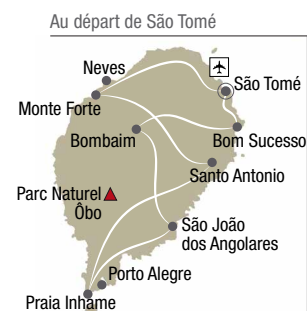 Au départ de São Tomé
Neves
São Tomé
Monte Forte
Bombaim
Bom Sucesso
Santo Antonio
Parc Naturel
Ôbo
São João
dos Angolares
Porto Alegre
Praia Inhame